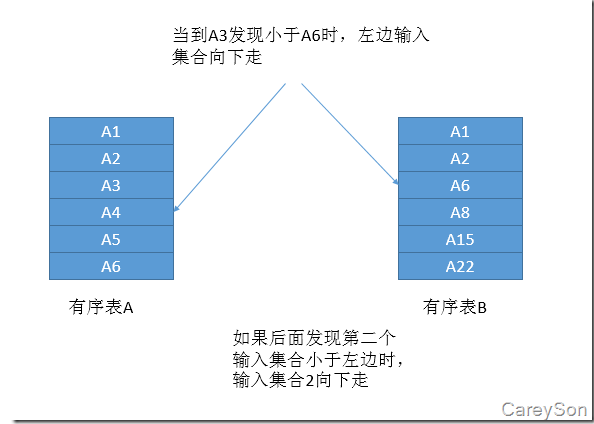 当到A3发现小于A6时，左边输入
集合向下走
A1
A2
A3
A4
A5
A6
有序表A
A1
A2
A6
A8
A15
A22
有序表B
如果后面发现第二个
输入集合小于左边时，
输入集合2向下走
CareySon